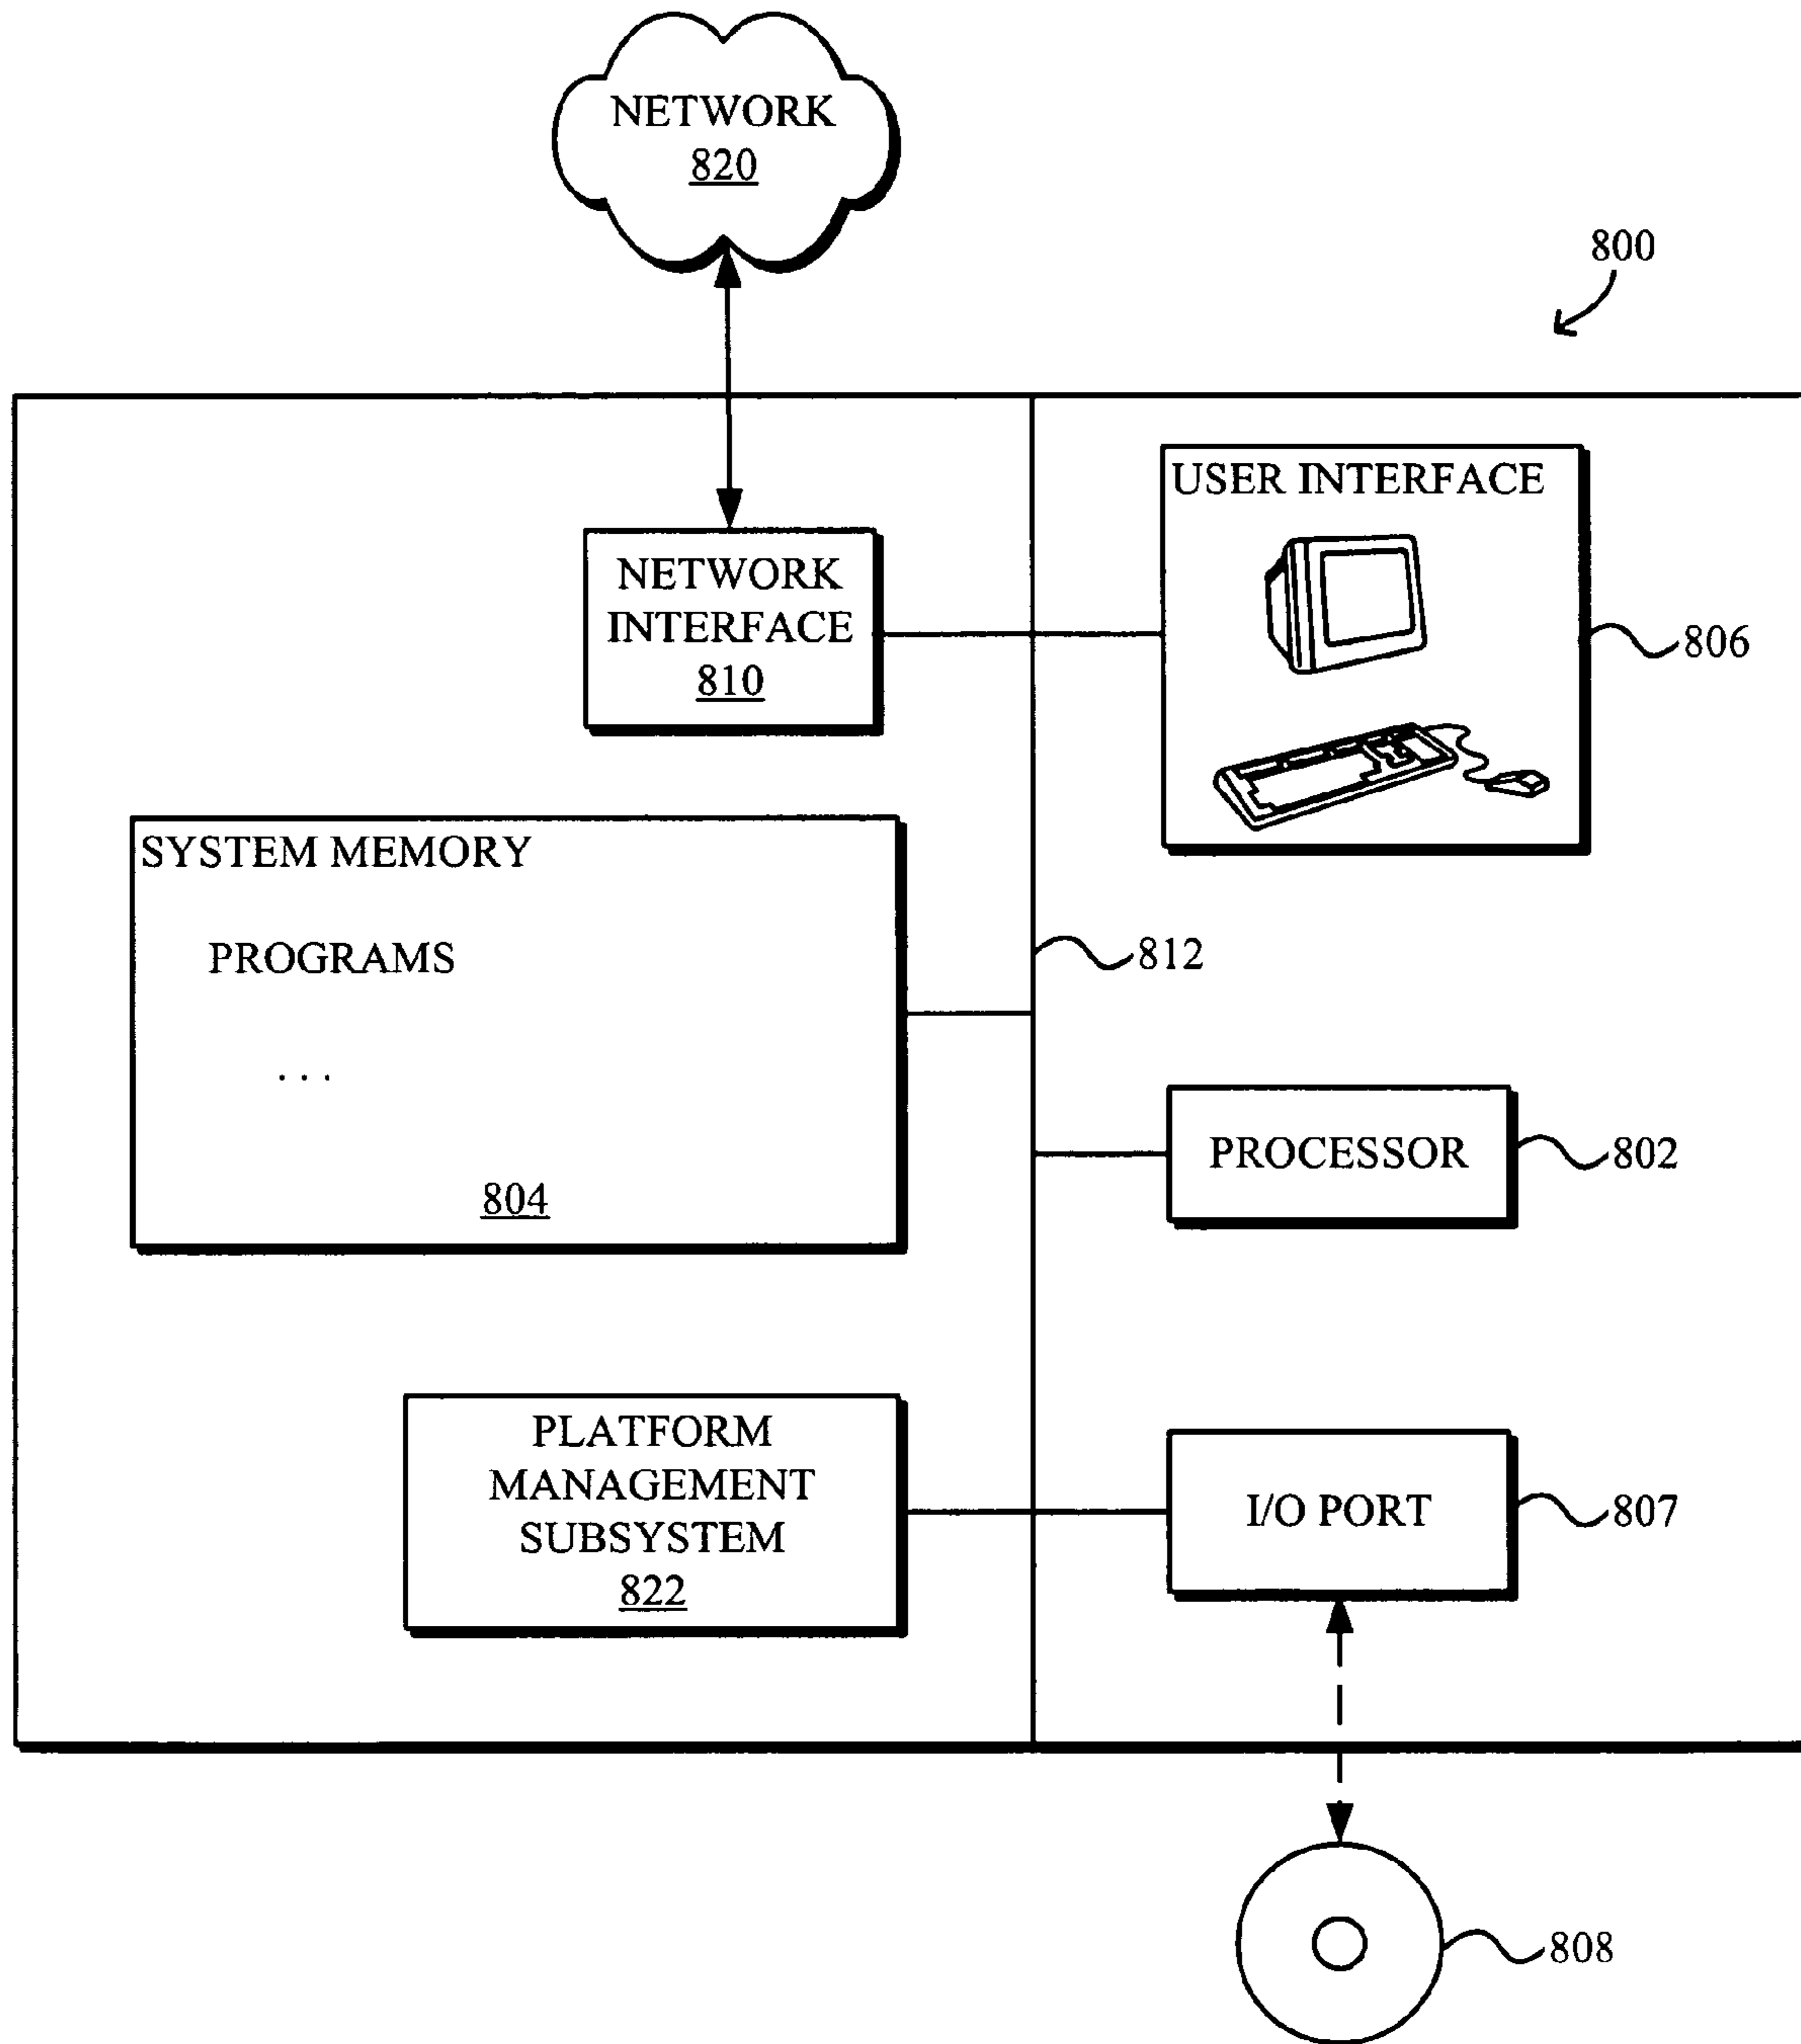 NETWORK
820
800
NETWORK
INTERFACE
810
USER INTERFACE
806
SYSTEM MEMORY
PROGRAMS
. . .
804
812
PROCESSOR
802
PLATFORM
MANAGEMENT
SUBSYSTEM
822
I/O PORT
807
808